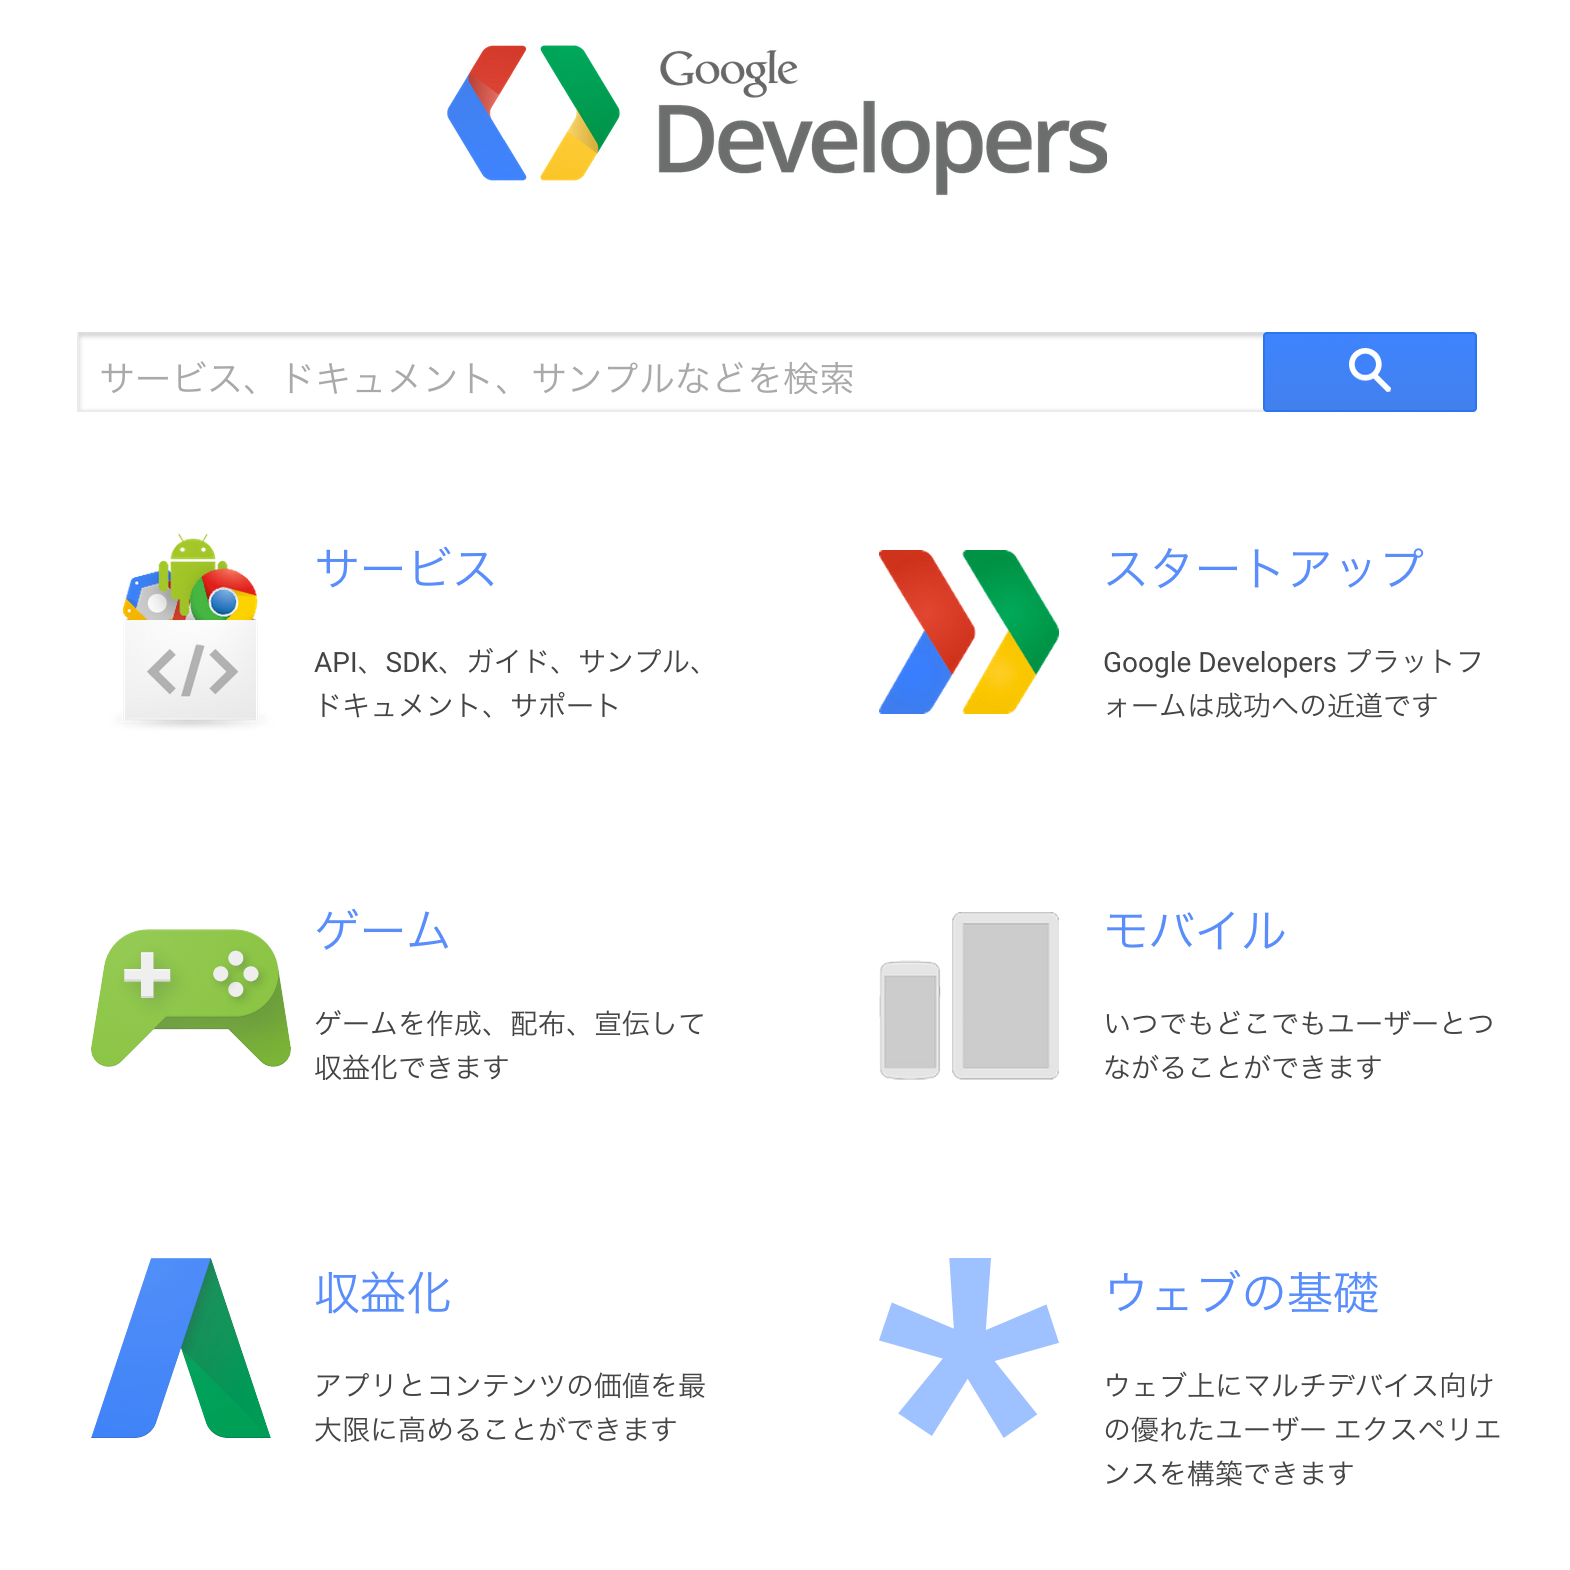 Google
Developers
サービス、ドキュメント、サンプルなどを検索
サービス
API、SDK、ガイド、サンプル、
ドキュメント、サポート
スタートアップ
Google Developers プラットフ
ォームは成功への近道です
ゲーム
ゲームを作成、配布、宣伝して
収益化できます
モバイル
いつでもどこでもユーザーとつ
ながることができます
収益化
アプリとコンテンツの価値を最
大限に高めることができます
ウェブの基礎
ウェブ上にマルチデバイス向け
の優れたユーザー エクスペリエ
ンスを構築できます